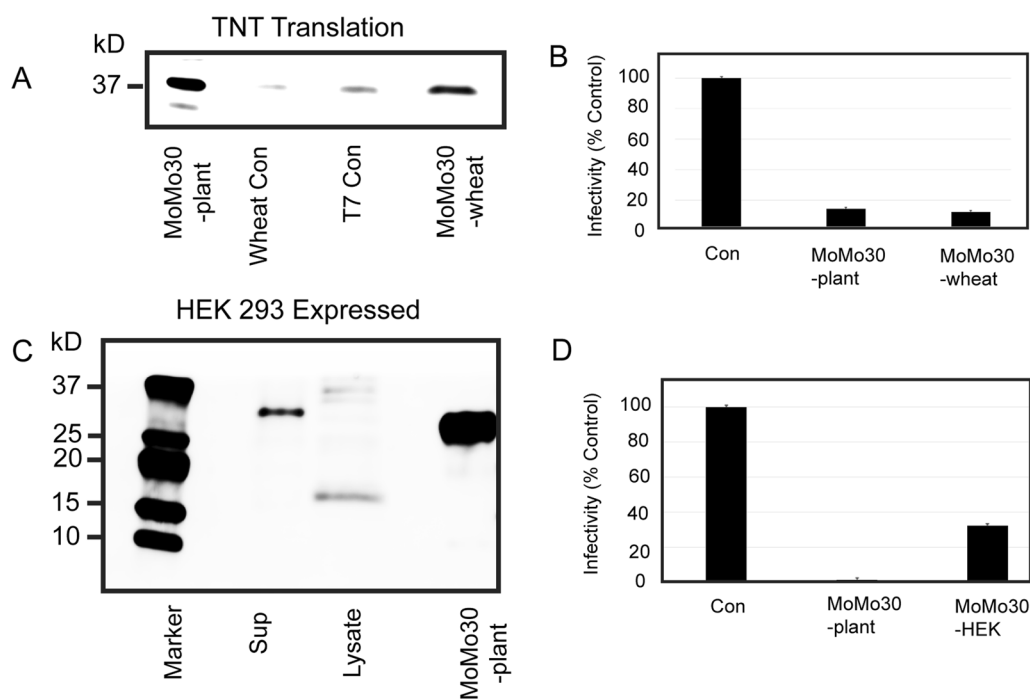 TNT Translation
kD
A
37
MoMo30
-plant
Wheat Con
T7 Con
MoMo30
-wheat
B
Infectivity (% Control)
100
80
60
40
20
0
Con
MoMo30
-plant
MoMo30
-wheat
HEK 293 Expressed
C
kD
37
25
20
15
10
Marker
Sup
Lysate
MoMo30
-plant
D
Infectivity (% Control)
100
80
60
40
20
0
Con
MoMo30
-plant
MoMo30
-HEK